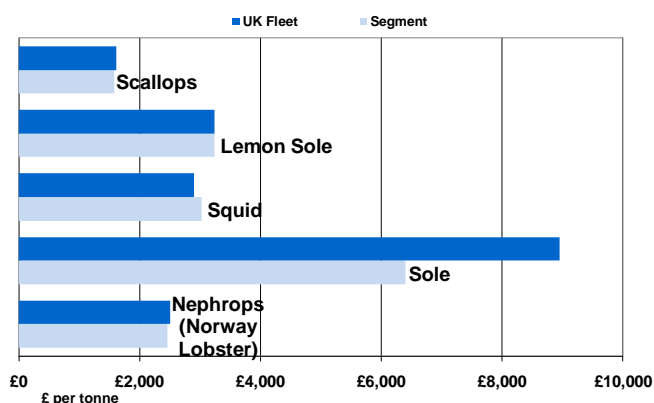 UK Fleet Segment
Scallops
Lemon Sole
Squid
Sole
Nephrops
(Norway
Lobster)
£0 £2,000 £4,000 £6,000 £8,000 £10,000
£ per tonne